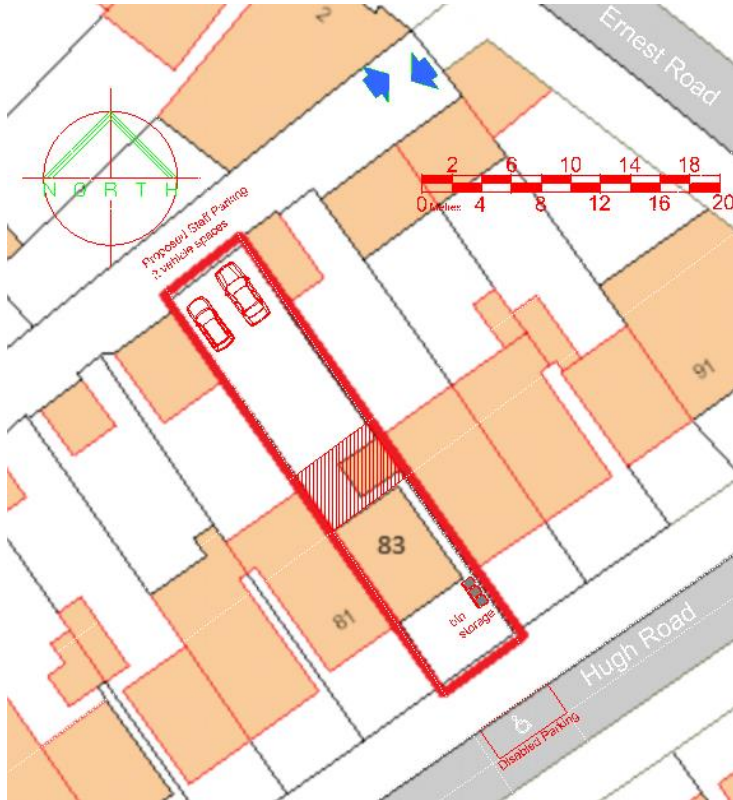 2
Ernest Road
NORTH
2 6 10 14 18
0 Metres 4 8 12 16 20
Proposed Staff Parking
2 vehicle spaces
91
83
81
bin
storage
Hugh Road
Disabled Parking